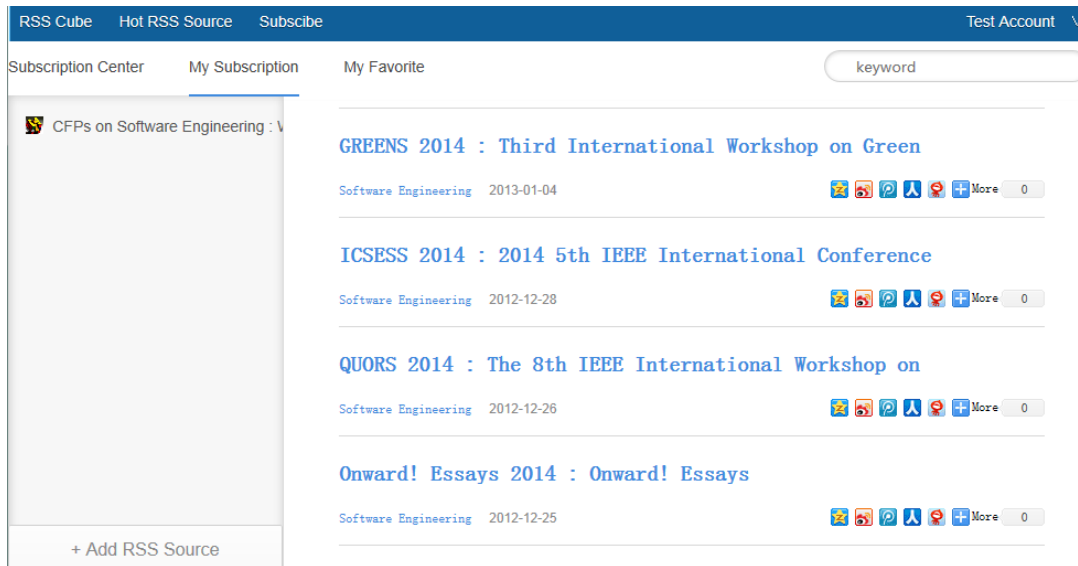 RSS Cube Hot RSS Source Subscibe Test Account
Subscription Center My Subscription My Favorite keyword
CFPs on Software Engineering :
GREENS 2014 : Third International Workshop on Green
Software Engineering 2013-01-04 More 0
ICSESS 2014 : 2014 5th IEEE International Conference
Software Engineering 2012-12-28 More 0
QUORS 2014 : The 8th IEEE International Workshop on
Software Engineering 2012-12-26 More 0
Onward! Essays 2014 : Onward! Essays
Software Engineering 2012-12-25 More 0
+ Add RSS Source